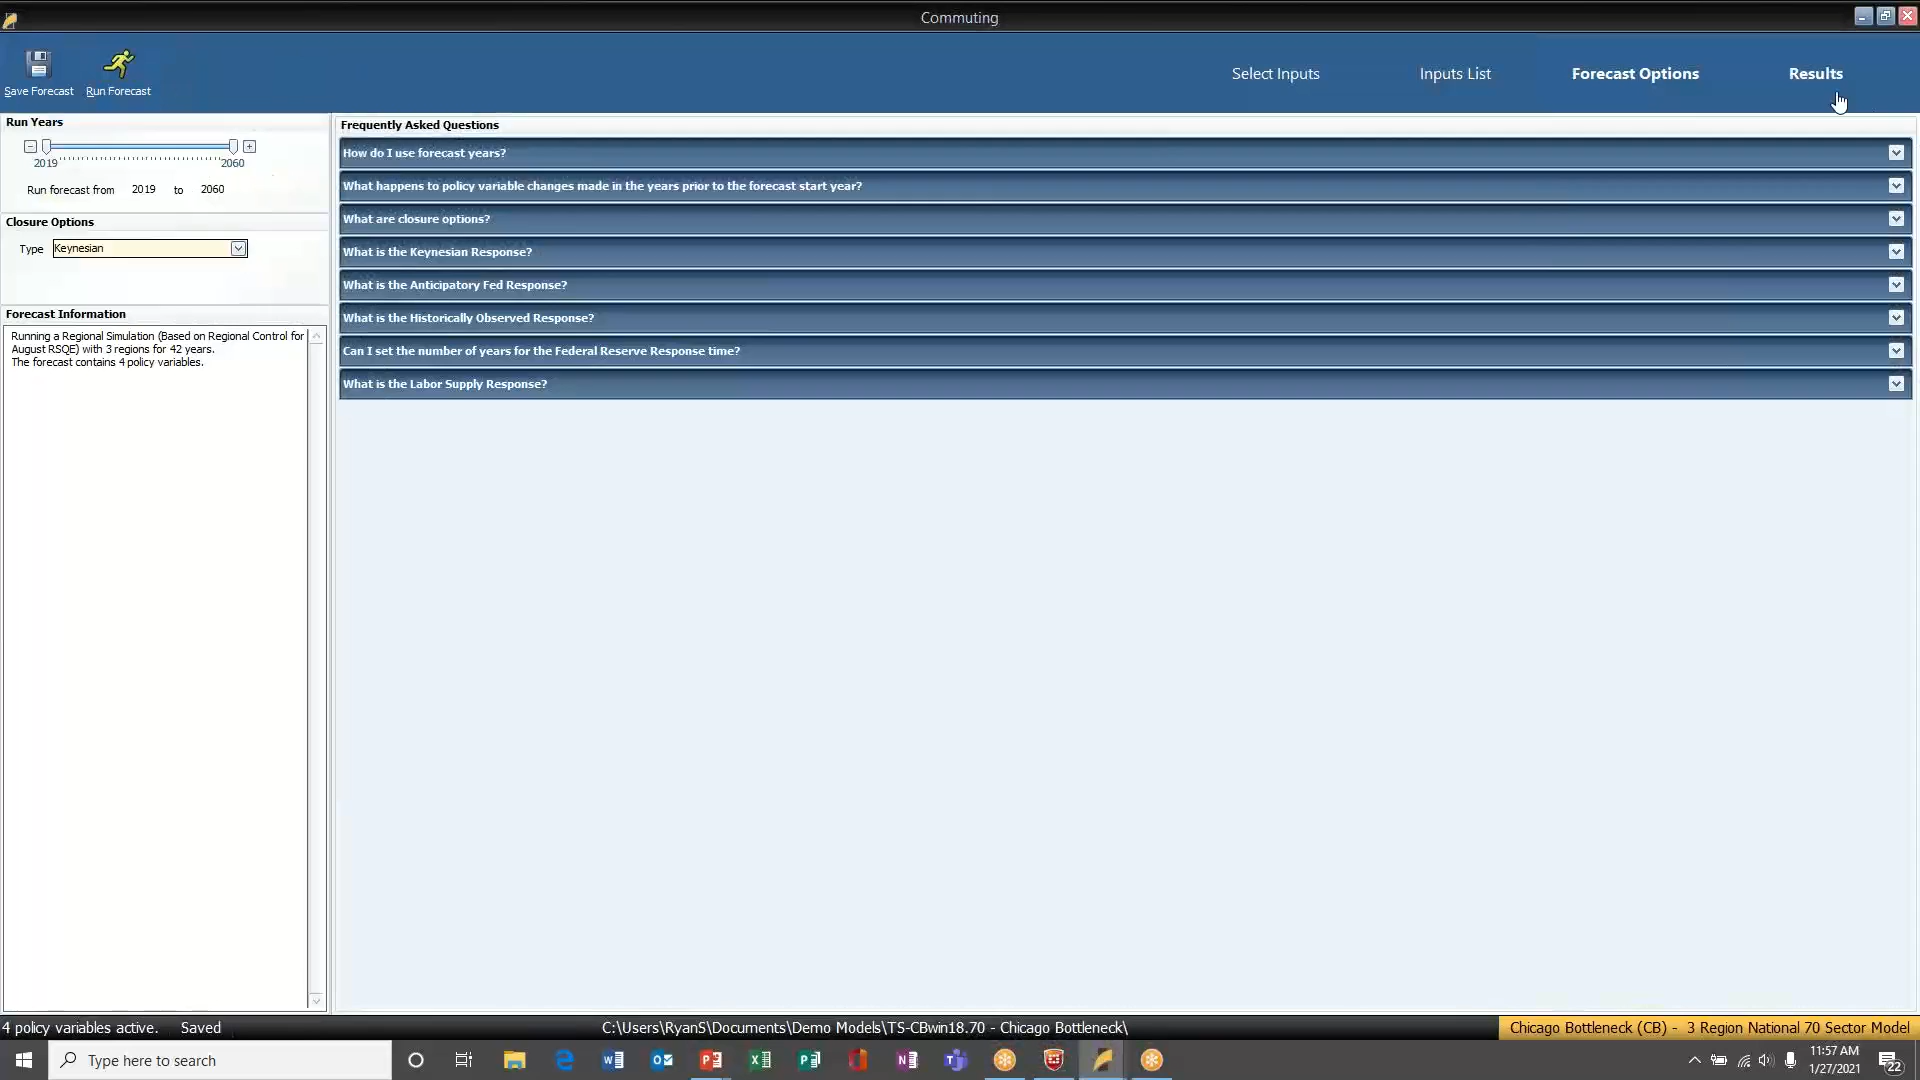 Commuting
Save Forecast
Run Forecast
Select Inputs
Inputs List
Forecast Options
Results
Run Years
2019
2060
Run forecast from 2019 to 2060
Closure Options
Type Keynesian
Forecast Information
Running a Regional Simulation (Based on Regional Control for
August RSQE) with 3 regions for 42 years.
The forecast contains 4 policy variables.
Frequently Asked Questions
How do I use forecast years?
What happens to policy variable changes made in the years prior to the forecast start year?
What are closure options?
What is the Keynesian Response?
What is the Anticipatory Fed Response?
What is the Historically Observed Response?
Can I set the number of years for the Federal Reserve Response time?
What is the Labor Supply Response?
4 policy variables active. Saved
C:\Users\RyanS\Documents\Demo Models\TS-CBwin18.70 - Chicago Bottleneck\
Chicago Bottleneck (CB) - 3 Region National 70 Sector Model
Type here to search
11:57 AM
1/27/2021
22